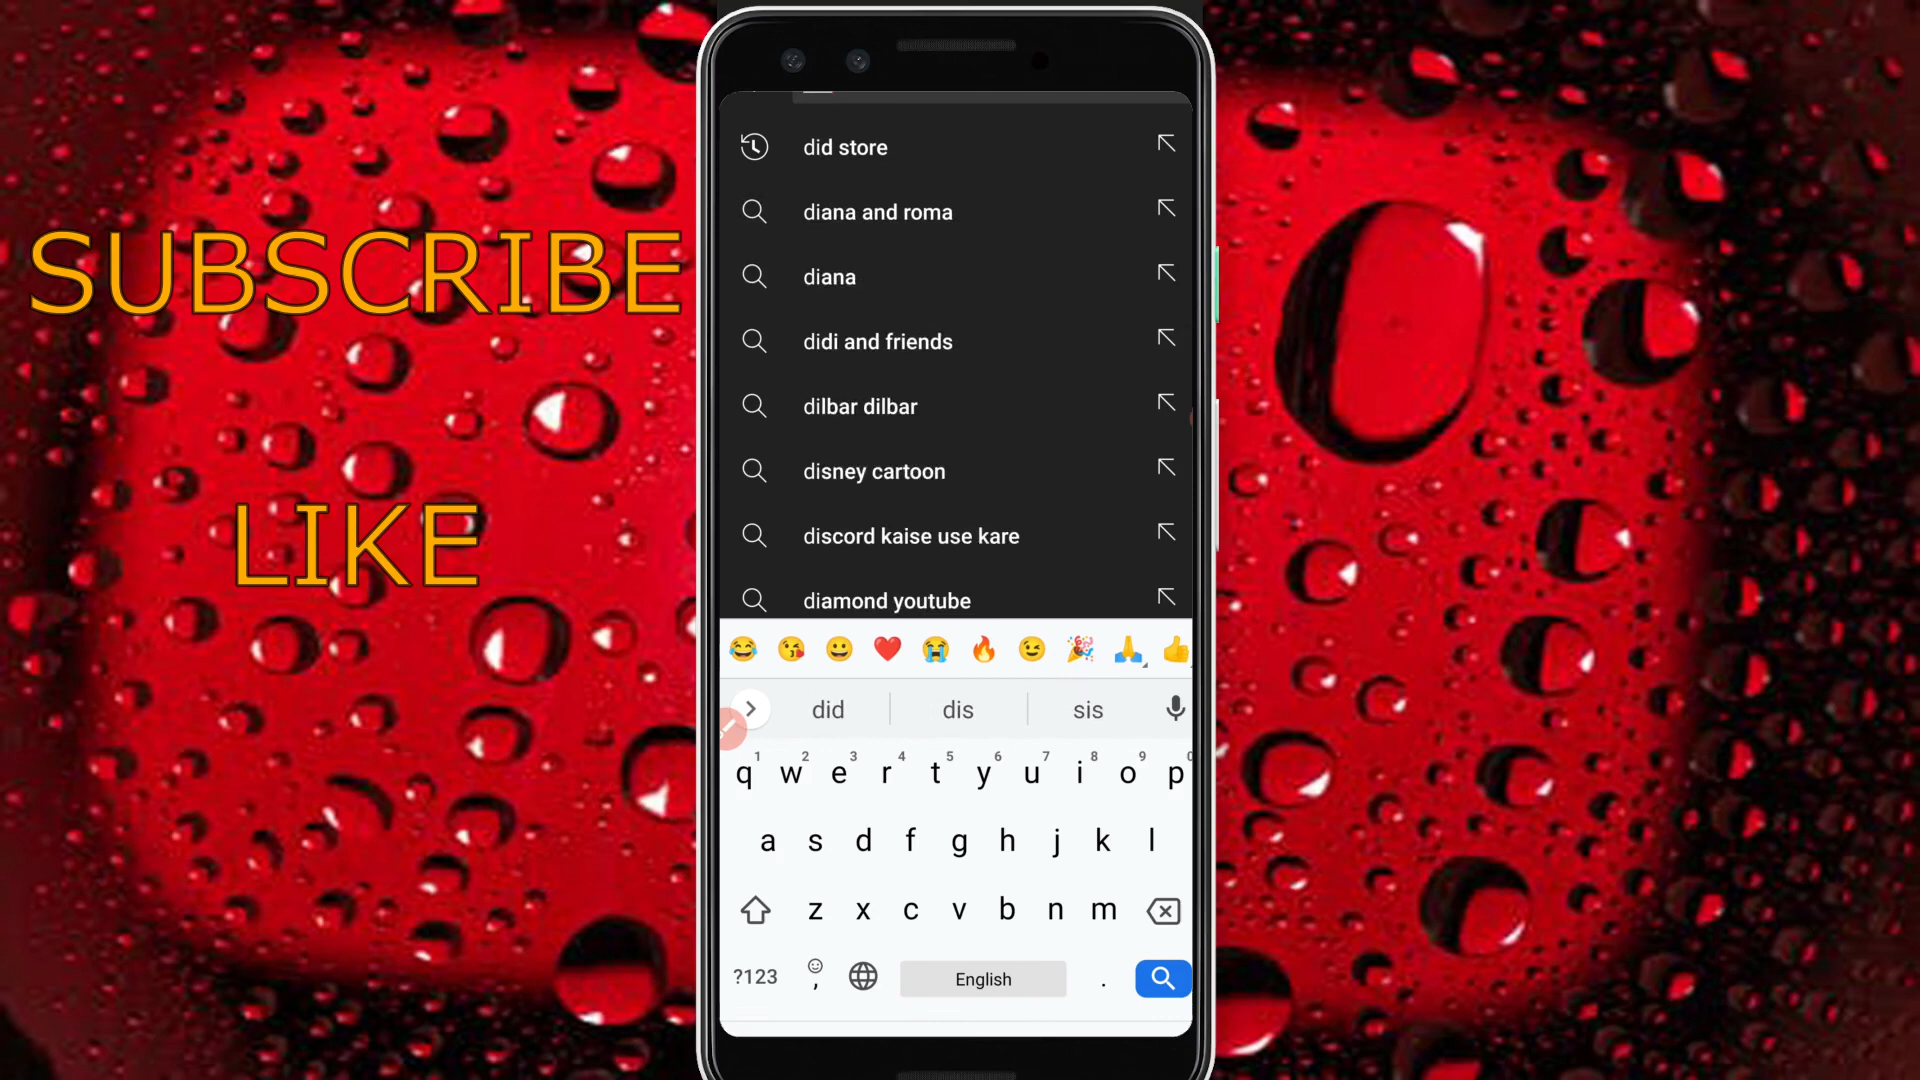 SUBSCRIBE
LIKE
did store
diana and roma
diana
didi and friends
dilbar dilbar
disney cartoon
discord kaise use kare
diamond youtube
did dis sis
1 2 3 4 5 6 7 8 9 0
q w e r t y u i o p
a s d f g h j k l
z x c v b n m
?123 , English .